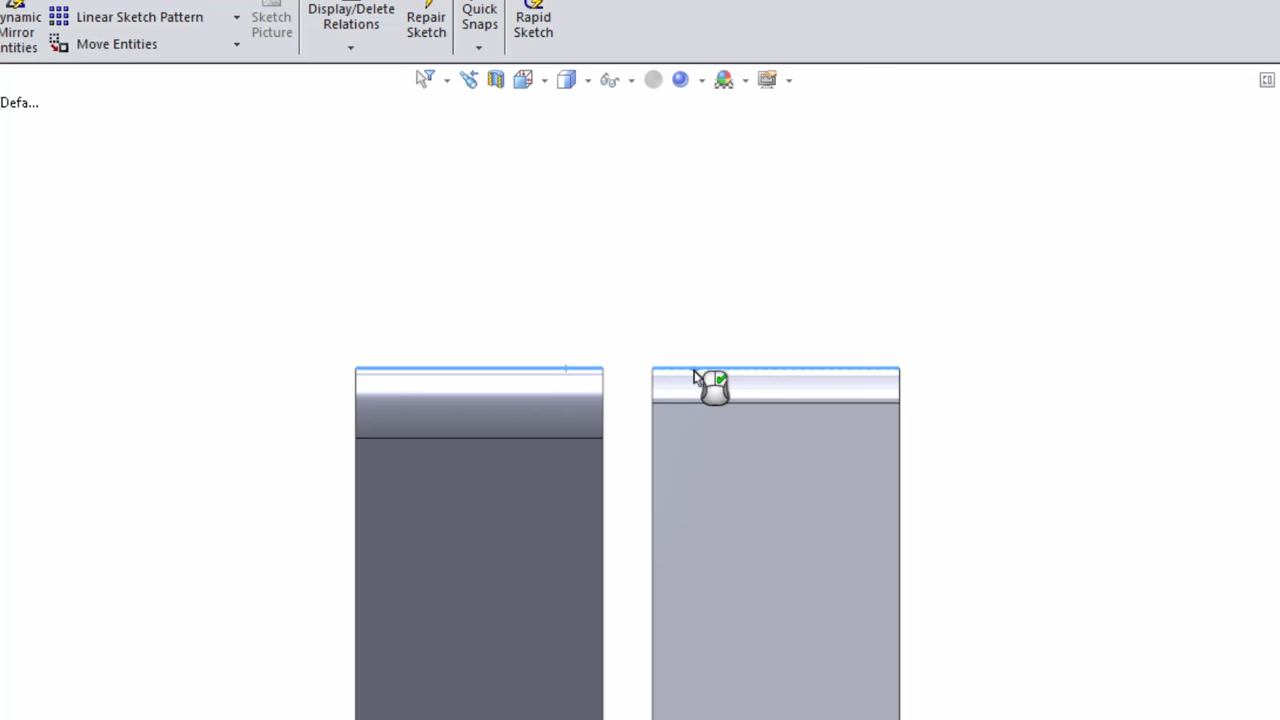 ynamic
Mirror
ntities
Linear Sketch Pattern
Move Entities
Sketch
Picture
Display/Delete
Relations
Repair
Sketch
Quick
Snaps
Rapid
Sketch
Defa...